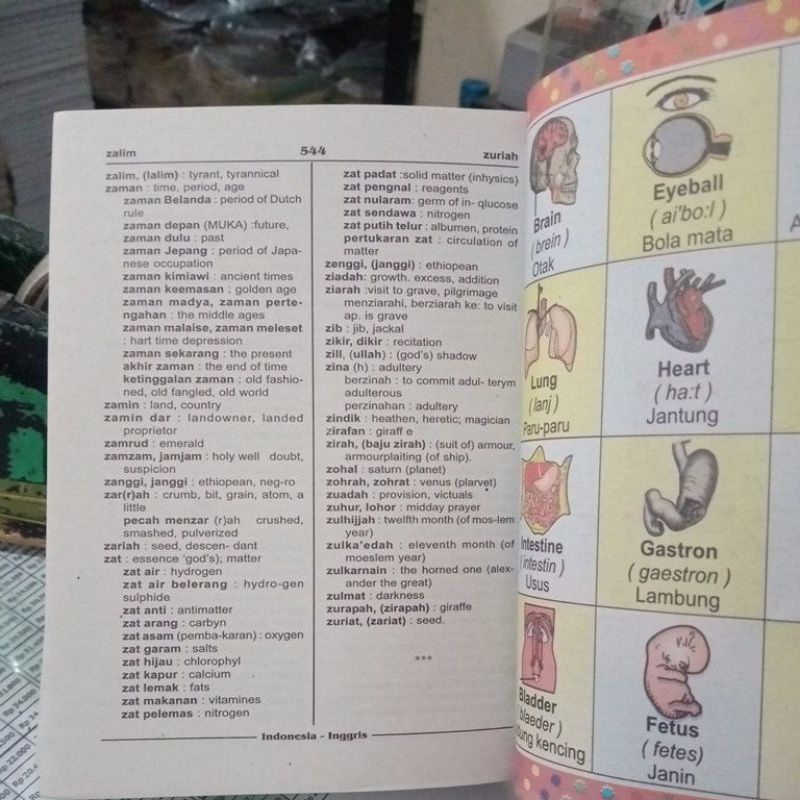 zalim
544
zuriah
zalim, (lalim) : tyrant, tyrannical
zaman : time, period, age
zaman Belanda : period of Dutch
rule
zaman depan (MUKA) :future,
zaman dulu : past
zaman Jepang : period of Japa-
nese occupation
zaman kimiawi : ancient times
zaman keemasan : golden age
zaman madya, zaman perte-
ngahan : the middle ages
zaman malaise, zaman meleset
: hart time depression
zaman sekarang : the present
akhir zaman : the end of time
ketinggalan zaman : old fashio-
ned, old fangled, old world
zamin : land, country
zamin dar : landowner, landed
proprietor
zamrud : emerald
zamzam, jamjam : holy well doubt,
suspicion
zanggi, janggi : ethiopean, neg-ro
zar(r)ah : crumb, bit, grain, atom, a
little
pecah menzar (r)ah crushed,
smashed, pulverized
zariah : seed, descen- dant
zat : essence 'god's); matter
zat air : hydrogen
zat air belerang : hydro-gen
sulphide
zat anti : antimatter
zat arang : carbyn
zat asam (pemba-karan) : oxygen
zat garam : salts
zat hijau : chlorophyl
zat kapur : calcium
zat lemak : fats
zat makanan : vitamines
zat pelemas : nitrogen
zat padat :solid matter (inhysics)
zat pengnal : reagents
zat nularam: germ of in- qlucose
zat sendawa : nitrogen
zat putih telur : albumen, protein
pertukaran zat : circulation of
matter
zenggi, (janggi) : ethiopean
ziadah: growth. excess, addition
ziarah :visit to grave, pilgrimage
menziarahi, berziarah ke: to visit
ap. is grave
zib : jib, jackal
zikir, dikir : recitation
zill, (ullah) : (god's) shadow
zina (h) : adultery
berzinah : to commit adul- terym
adulterous
perzinahan : adultery
zindik : heathen, heretic; magician
zirafan : giraff e
zirah, (baju zirah) : (suit of) armour,
armourplaiting (of ship).
zohal : saturn (planet)
zohrah, zohrat : venus (plarvet)
zuadah : provision, victuals
zuhur, lohor : midday prayer
zulhijjah : twelfth month (of mos-lem
year)
zulka'edah : eleventh month (of
moeslem year)
zulkarnain : the horned one (alex-
ander the great)
zulmat : darkness
zurapah, (zirapah) : giraffe
zuriat, (zariat) : seed.
***
Indonesia - Inggris
Brain
( brein )
Otak
Eyeball
( ai'bo:l )
Bola mata
Lung
( lanj )
Paru-paru
Heart
( ha:t )
Jantung
Intestine
( intestin )
Usus
Gastron
( gaestron )
Lambung
Bladder
( blaeder )
kencing
Fetus
( fetes)
Janin